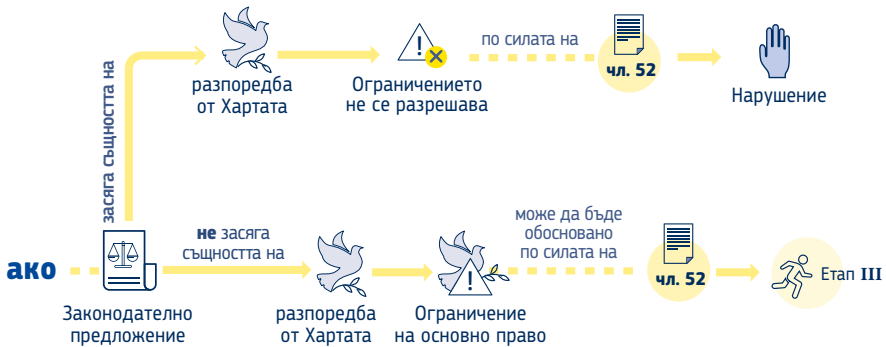 засяга същността на
разпоредба
от Хартата
Ограничението
не се разрешава
по силата на
чл. 52
Нарушение
ако
Законодателно
предложение
не засяга
същността на
разпоредба
от Хартата
Ограничение
на основно право
може да бъде
обосновано
по силата на
чл. 52
Етап III